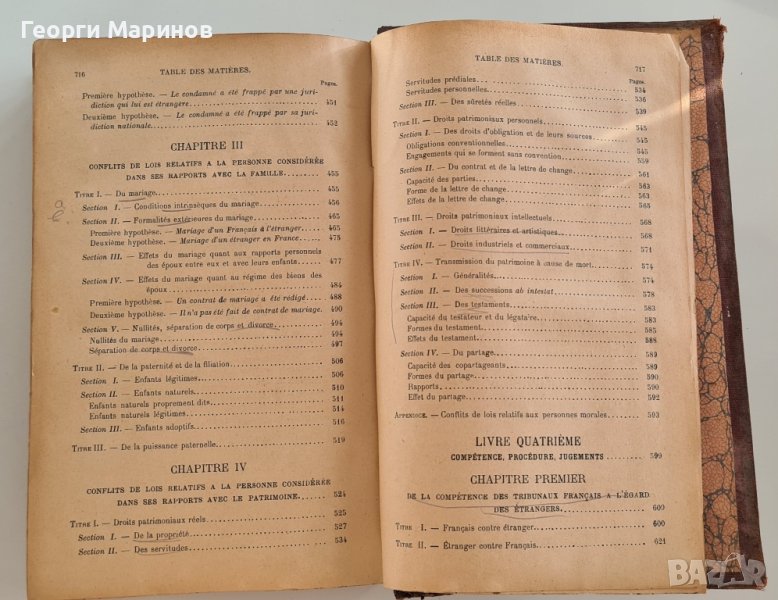 Георги Маринов
716 TABLE DES MATIÈRES.
Pages.
Première hypothèse. — Le condamné a été frappé par une juri-
diction qui lui est étrangère 451
Deuxième hypothèse. — Le condamné a été frappé par sa juri-
diction nationale 452
CHAPITRE III
CONFLITS DE LOIS RELATIFS A LA PERSONNE CONSIDÉRÉE
DANS SES RAPPORTS AVEC LA FAMILLE. 455
TITRE I. — Du mariage 455
Section I. — Conditions intrinsèques du mariage 456
Section II. — Formalités extérieures du mariage 465
Première hypothèse. — Mariage d'un Français à l'étranger 465
Deuxième hypothèse. — Mariage d'un étranger en France 475
Section III. — Effets du mariage quant aux rapports personnels
des époux entre eux et avec leurs enfants 477
Section IV. — Effets du mariage quant au régime des biens des
époux 484
Première hypothèse. — Un contrat de mariage a été rédigé 488
Deuxième hypothèse. — Il n'a pas été fait de contrat de mariage. 490
Section V. — Nullités, séparation de corps et divorce 494
Nullités du mariage 494
Séparation de corps et divorce 497
TITRE II. — De la paternité et de la filiation 506
Section I. — Enfants légitimes 506
Section II. — Enfants naturels 510
Enfants naturels proprement dits 511
Enfants naturels légitimes 514
Section III. — Enfants adoptifs 516
TITRE III. — De la puissance paternelle 519
CHAPITRE IV
CONFLITS DE LOIS RELATIFS A LA PERSONNE CONSIDÉRÉE
DANS SES RAPPORTS AVEC LE PATRIMOINE. 524
TITRE I. — Droits patrimoniaux réels 525
Section I. — De la propriété 527
Section II. — Des servitudes 534
TABLE DES MATIÈRES. 717
Pages.
Servitudes prédiales 534
Servitudes personnelles 536
Section III. — Des sûretés réelles 539
TITRE II. — Droits patrimoniaux personnels 545
Section I. — Des droits d'obligation et de leurs sources 545
Obligations conventionnelles 545
Engagements qui se forment sans convention 559
Section II. — Du contrat et de la lettre de change 561
Capacité des parties 563
Forme de la lettre de change 563
Effets de la lettre de change 565
TITRE III. — Droits patrimoniaux intellectuels 568
Section I. — Droits littéraires et artistiques 568
Section II. — Droits industriels et commerciaux 571
TITRE IV. — Transmission du patrimoine à cause de mort 574
Section I. — Généralités 574
Section II. — Des successions ab intestat 578
Section III. — Des testaments 583
Capacité du testateur et du légataire 583
Formes du testament 585
Effets du testament 588
Section IV. — Du partage 589
Capacité des copartageants 589
Formes du partage 590
Rapports 590
Effet du partage 592
APPENDICE. — Conflits de lois relatifs aux personnes morales 593
LIVRE QUATRIÈME
COMPÉTENCE, PROCÉDURE, JUGEMENTS 599
CHAPITRE PREMIER
DE LA COMPÉTENCE DES TRIBUNAUX FRANÇAIS A L'ÉGARD
DES ÉTRANGERS. 600
TITRE I. — Français contre étranger 600
TITRE II. — Étranger contre Français 621
BAZAR